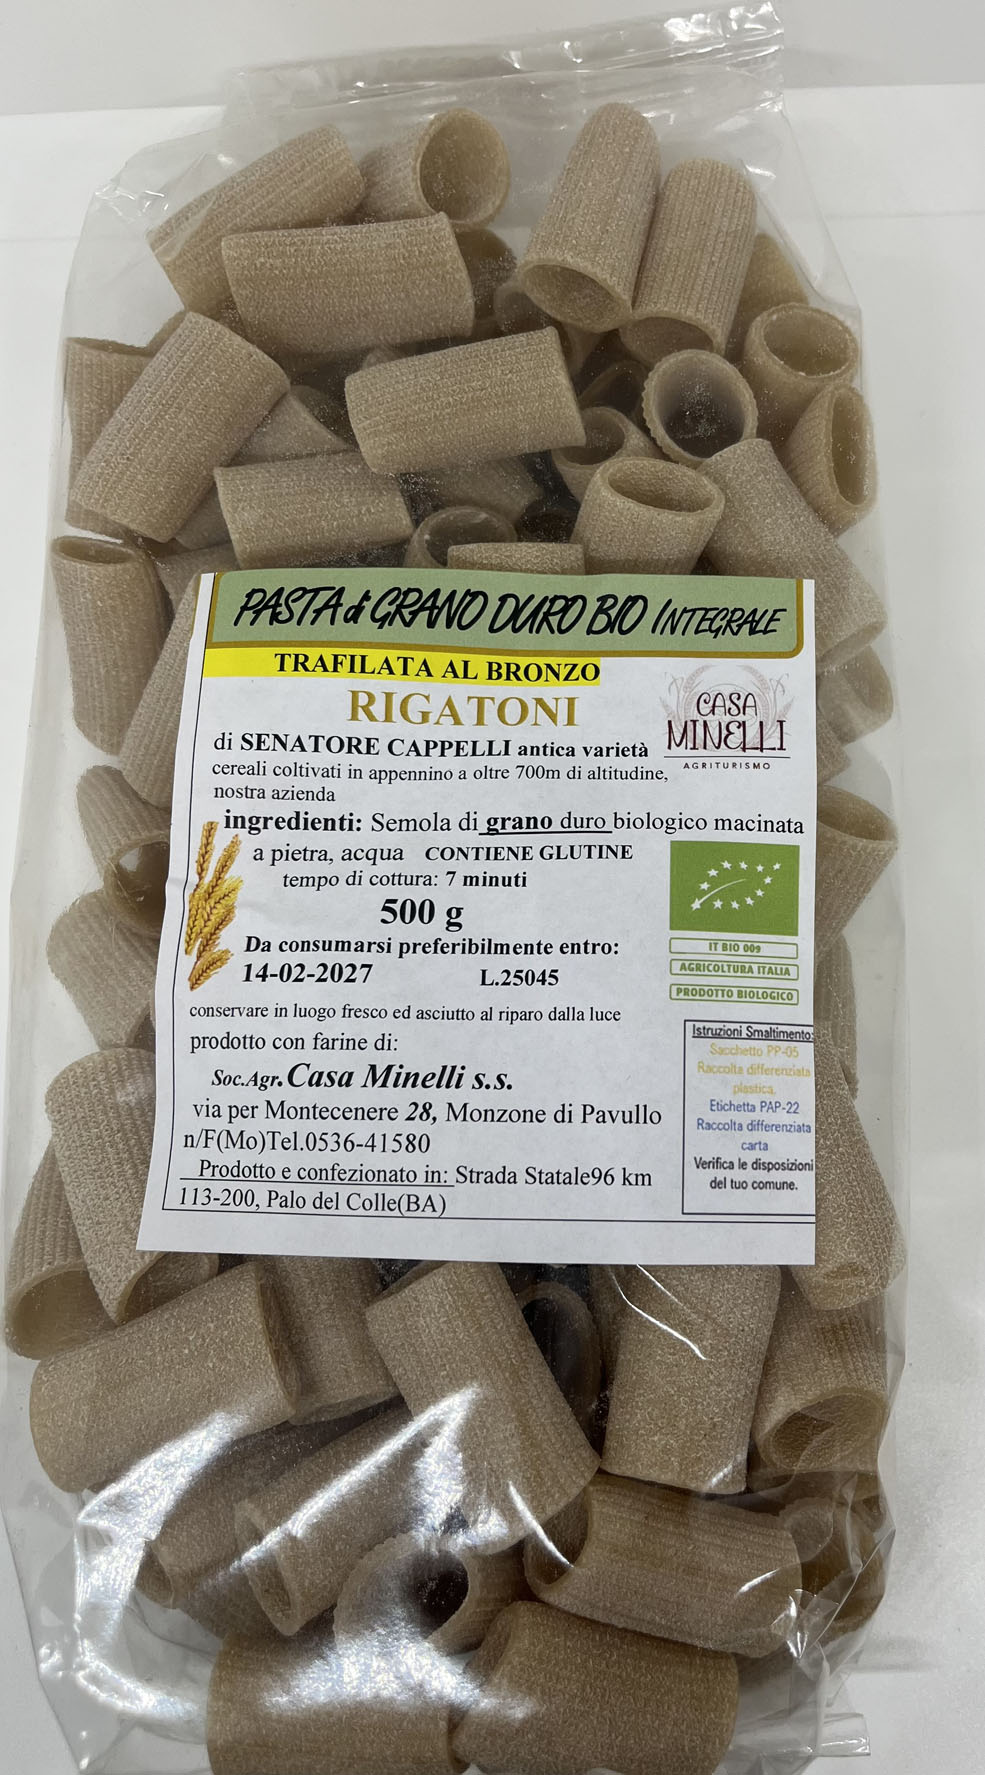 PASTA di GRANO DURO BIO INTEGRALE
TRAFILATA AL BRONZO
RIGATONI
di SENATORE CAPPELLI antica varietà
cereali coltivati in appennino a oltre 700m di altitudine,
nostra azienda
CASA
MINELLI
AGRITURISMO
ingredienti: Semola di grano duro biologico macinata
a pietra, acqua CONTIENE GLUTINE
tempo di cottura: 7 minuti
500 g
Da consumarsi preferibilmente entro:
14-02-2027 L.25045
IT BIO 009
AGRICOLTURA ITALIA
PRODOTTO BIOLOGICO
conservare in luogo fresco ed asciutto al riparo dalla luce
prodotto con farine di:
Soc.Agr. Casa Minelli s.s.
via per Montecenere 28, Monzone di Pavullo
n/F(Mo)Tel.0536-41580
Prodotto e confezionato in: Strada Statale96 km
113-200, Palo del Colle(BA)
Istruzioni Smaltimento:
Sacchetto PP-05
Raccolta differenziata
plastica.
Etichetta PAP-22
Raccolta differenziata
carta
Verifica le disposizioni
del tuo comune.